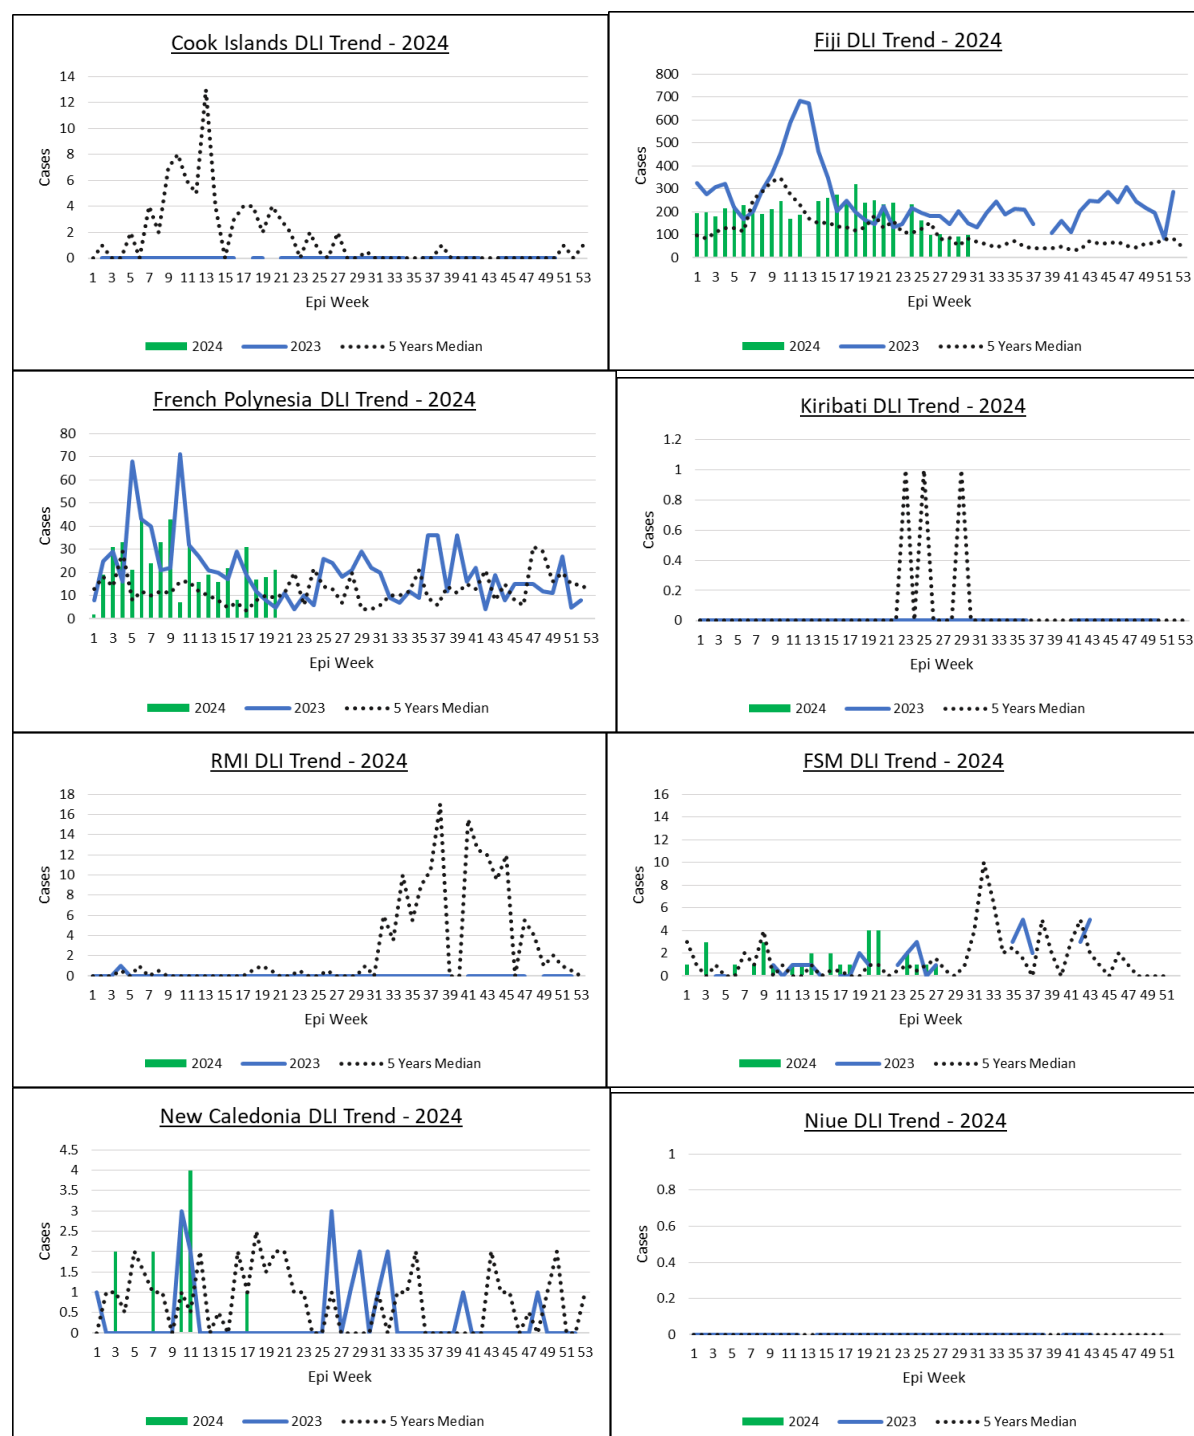 Cook Islands DLI Trend - 2024
14
12
10
8
6
4
2
0
Cases
1 3 5 7 9 11 13 15 17 19 21 23 25 27 29 31 33 35 37 39 41 43 45 47 49 51 53
Epi Week
2024 2023 5 Years Median
Fiji DLI Trend - 2024
800
700
600
500
400
300
200
100
0
Cases
1 3 5 7 9 11 13 15 17 19 21 23 25 27 29 31 33 35 37 39 41 43 45 47 49 51 53
Epi Week
2024 2023 5 Years Median
French Polynesia DLI Trend - 2024
80
70
60
50
40
30
20
10
0
Cases
1 3 5 7 9 11 13 15 17 19 21 23 25 27 29 31 33 35 37 39 41 43 45 47 49 51 53
Epi Week
2024 2023 5 Years Median
Kiribati DLI Trend - 2024
1.2
1
0.8
0.6
0.4
0.2
0
Cases
1 3 5 7 9 11 13 15 17 19 21 23 25 27 29 31 33 35 37 39 41 43 45 47 49 51 53
Epi Week
2024 2023 5 Years Median
RMI DLI Trend - 2024
18
16
14
12
10
8
6
4
2
0
Cases
1 3 5 7 9 11 13 15 17 19 21 23 25 27 29 31 33 35 37 39 41 43 45 47 49 51 53
Epi Week
2024 2023 5 Years Median
FSM DLI Trend - 2024
16
14
12
10
8
6
4
2
0
Cases
1 3 5 7 9 11 13 15 17 19 21 23 25 27 29 31 33 35 37 39 41 43 45 47 49 51
Epi Week
2024 2023 5 Years Median
New Caledonia DLI Trend - 2024
4.5
4
3.5
3
2.5
2
1.5
1
0.5
0
Cases
1 3 5 7 9 11 13 15 17 19 21 23 25 27 29 31 33 35 37 39 41 43 45 47 49 51 53
Epi Week
2024 2023 5 Years Median
Niue DLI Trend - 2024
1
0.8
0.6
0.4
0.2
0
Cases
1 3 5 7 9 11 13 15 17 19 21 23 25 27 29 31 33 35 37 39 41 43 45 47 49 51
Epi Week
2024 2023 5 Years Median